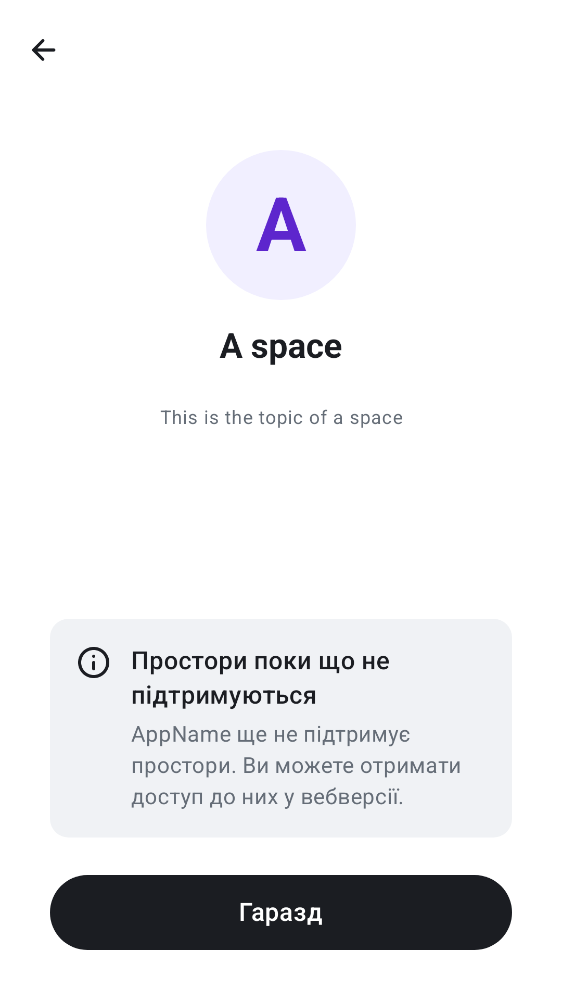 A
A space
This is the topic of a space
Простори поки що не
підтримуються
AppName ще не підтримує
простори. Ви можете отримати
доступ до них у вебверсії.
Гаразд